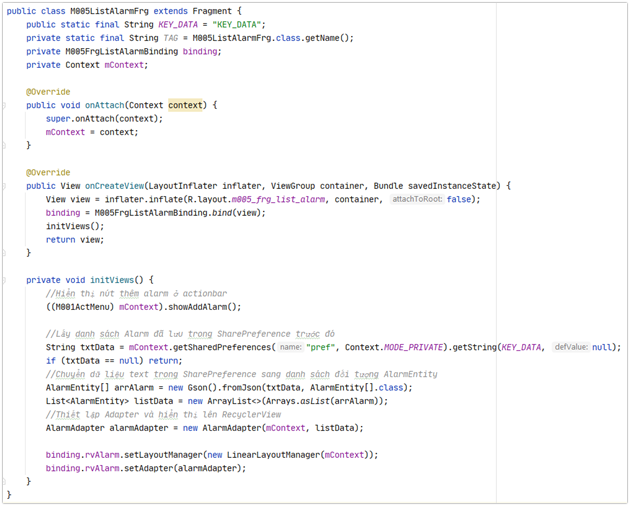 public class M005ListAlarmFrg extends Fragment {
    public static final String KEY_DATA = "KEY_DATA";
    private static final String TAG = M005ListAlarmFrg.class.getName();
    private M005FrgListAlarmBinding binding;
    private Context mContext;

    @Override
    public void onAttach(Context context) {
        super.onAttach(context);
        mContext = context;
    }

    @Override
    public View onCreateView(LayoutInflater inflater, ViewGroup container, Bundle savedInstanceState) {
        View view = inflater.inflate(R.layout.m005_frg_list_alarm, container, attachToRoot: false);
        binding = M005FrgListAlarmBinding.bind(view);
        initViews();
        return view;
    }

    private void initViews() {
        //Hiển thị nút thêm alarm ở actionbar
        ((M001ActMenu) mContext).showAddAlarm();

        //Lấy danh sách Alarm đã lưu trong SharePreference trước đó
        String txtData = mContext.getSharedPreferences( name: "pref", Context.MODE_PRIVATE).getString(KEY_DATA, defValue: null);
        if (txtData == null) return;
        //Chuyển dữ liệu text trong SharePreference sang danh sách đối tượng AlarmEntity
        AlarmEntity[] arrAlarm = new Gson().fromJson(txtData, AlarmEntity[].class);
        List<AlarmEntity> listData = new ArrayList<>(Arrays.asList(arrAlarm));
        //Thiết lập Adapter và hiển thị lên RecyclerView
        AlarmAdapter alarmAdapter = new AlarmAdapter(mContext, listData);

        binding.rvAlarm.setLayoutManager(new LinearLayoutManager(mContext));
        binding.rvAlarm.setAdapter(alarmAdapter);
    }
}